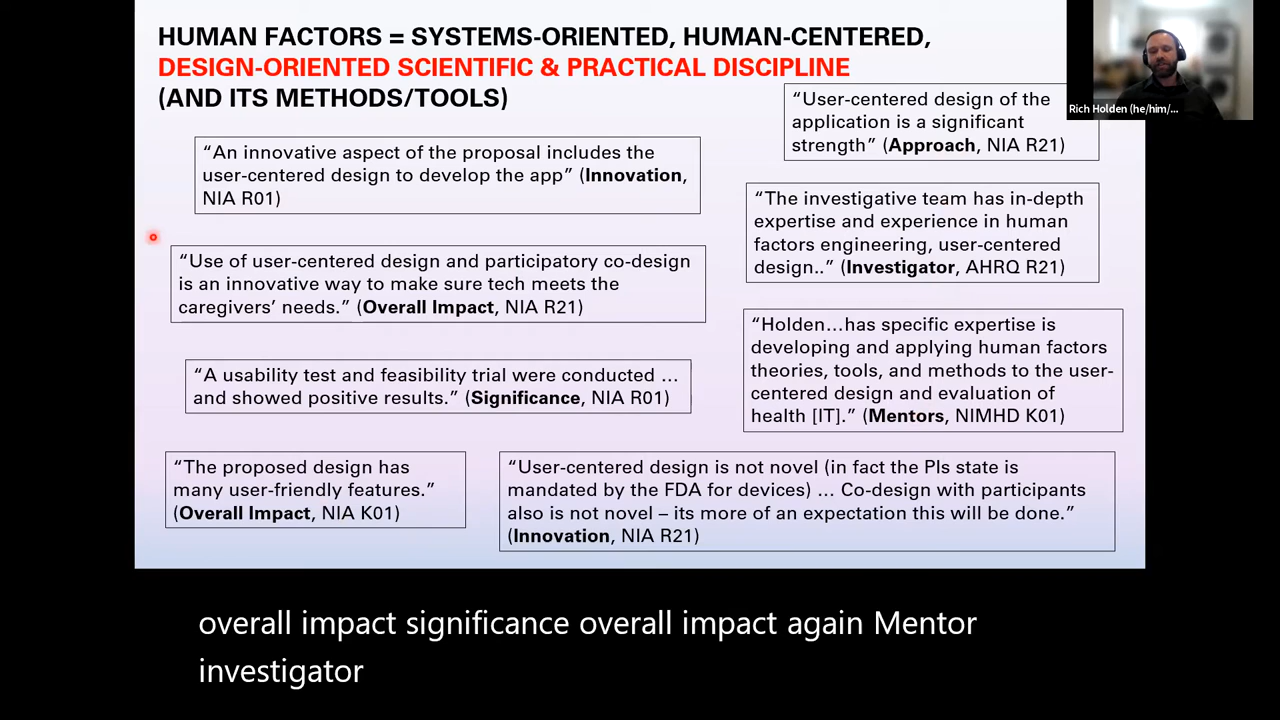 HUMAN FACTORS = SYSTEMS-ORIENTED, HUMAN-CENTERED,
DESIGN-ORIENTED SCIENTIFIC & PRACTICAL DISCIPLINE
(AND ITS METHODS/TOOLS)
Rich Holden (he/him/...
“An innovative aspect of the proposal includes the
user-centered design to develop the app” (Innovation,
NIA R01)
“Use of user-centered design and participatory co-design
is an innovative way to make sure tech meets the
caregivers’ needs.” (Overall Impact, NIA R21)
“A usability test and feasibility trial were conducted …
and showed positive results.” (Significance, NIA R01)
“The proposed design has
many user-friendly features.”
(Overall Impact, NIA K01)
“User-centered design of the
application is a significant
strength” (Approach, NIA R21)
“The investigative team has in-depth
expertise and experience in human
factors engineering, user-centered
design..” (Investigator, AHRQ R21)
“Holden…has specific expertise is
developing and applying human factors
theories, tools, and methods to the user-
centered design and evaluation of
health [IT].” (Mentors, NIMHD K01)
“User-centered design is not novel (in fact the PIs state is
mandated by the FDA for devices) … Co-design with participants
also is not novel – its more of an expectation this will be done.”
(Innovation, NIA R21)
overall impact significance overall impact again Mentor
investigator